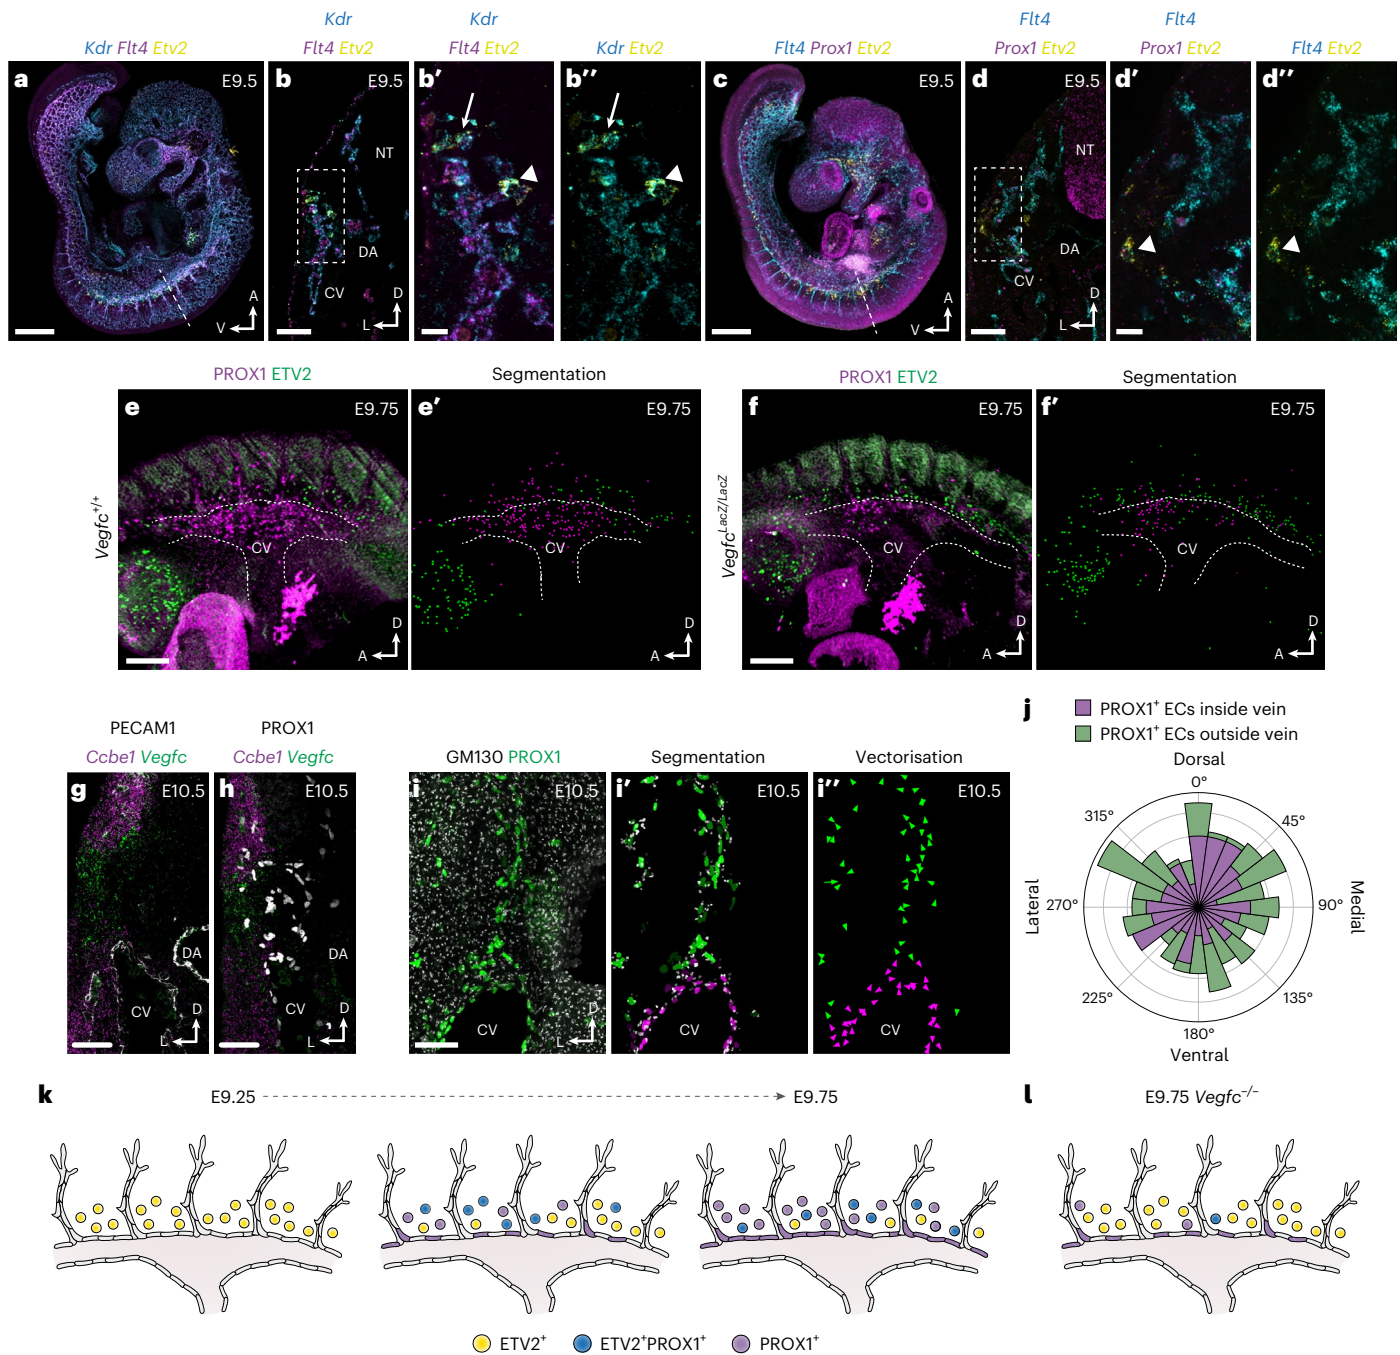 Kdr Flt4 Etv2
Kdr
Flt4 Etv2
Kdr
Flt4 Etv2
Kdr Etv2
Flt4 Prox1 Etv2
Flt4
Prox1 Etv2
Flt4
Prox1 Etv2
Flt4 Etv2
a E9.5
A
V
b E9.5
NT
DA
CV
D
L
b′
b′′
c E9.5
A
V
d E9.5
NT
DA
CV
D
L
d′
d′′
PROX1 ETV2
Segmentation
PROX1 ETV2
Segmentation
Vegfc+/+
e E9.75
CV
D
A
e′ E9.75
CV
D
A
VegfcLacZ/LacZ
f E9.75
CV
D
A
f′ E9.75
CV
D
A
PECAM1
Ccbe1 Vegfc
PROX1
Ccbe1 Vegfc
GM130 PROX1
Segmentation
Vectorisation
g E10.5
DA
CV
D
L
h E10.5
DA
CV
D
L
i E10.5
CV
D
L
i′ E10.5
CV
i′′ E10.5
CV
j
PROX1+ ECs inside vein
PROX1+ ECs outside vein
Dorsal
0°
45°
90°
135°
180°
225°
270°
315°
Medial
Lateral
Ventral
k
E9.25
E9.75
l
E9.75 Vegfc−/−
ETV2+
ETV2+PROX1+
PROX1+